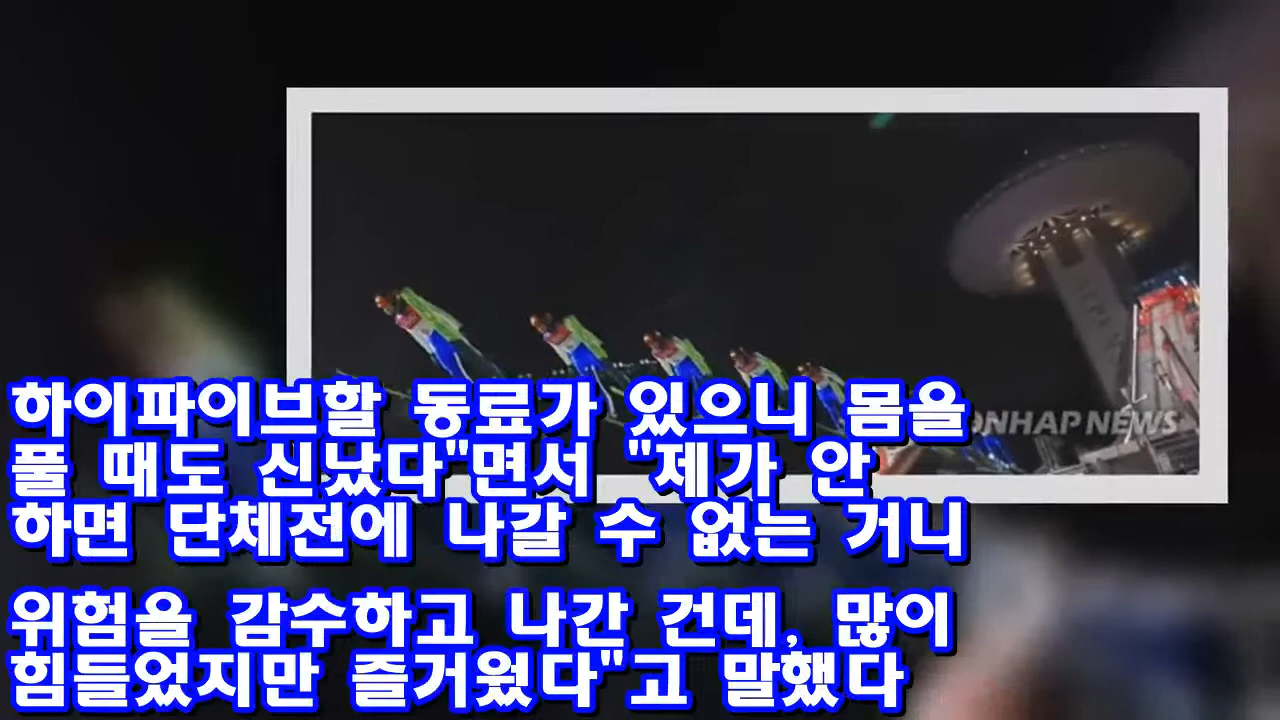 하이파이브할 동료가 있으니 몸을
풀 때도 신났다"면서 "제가 안
하면 단체전에 나갈 수 없는 거니
위험을 감수하고 나간 건데, 많이
힘들었지만 즐거웠다"고 말했다
NEWS